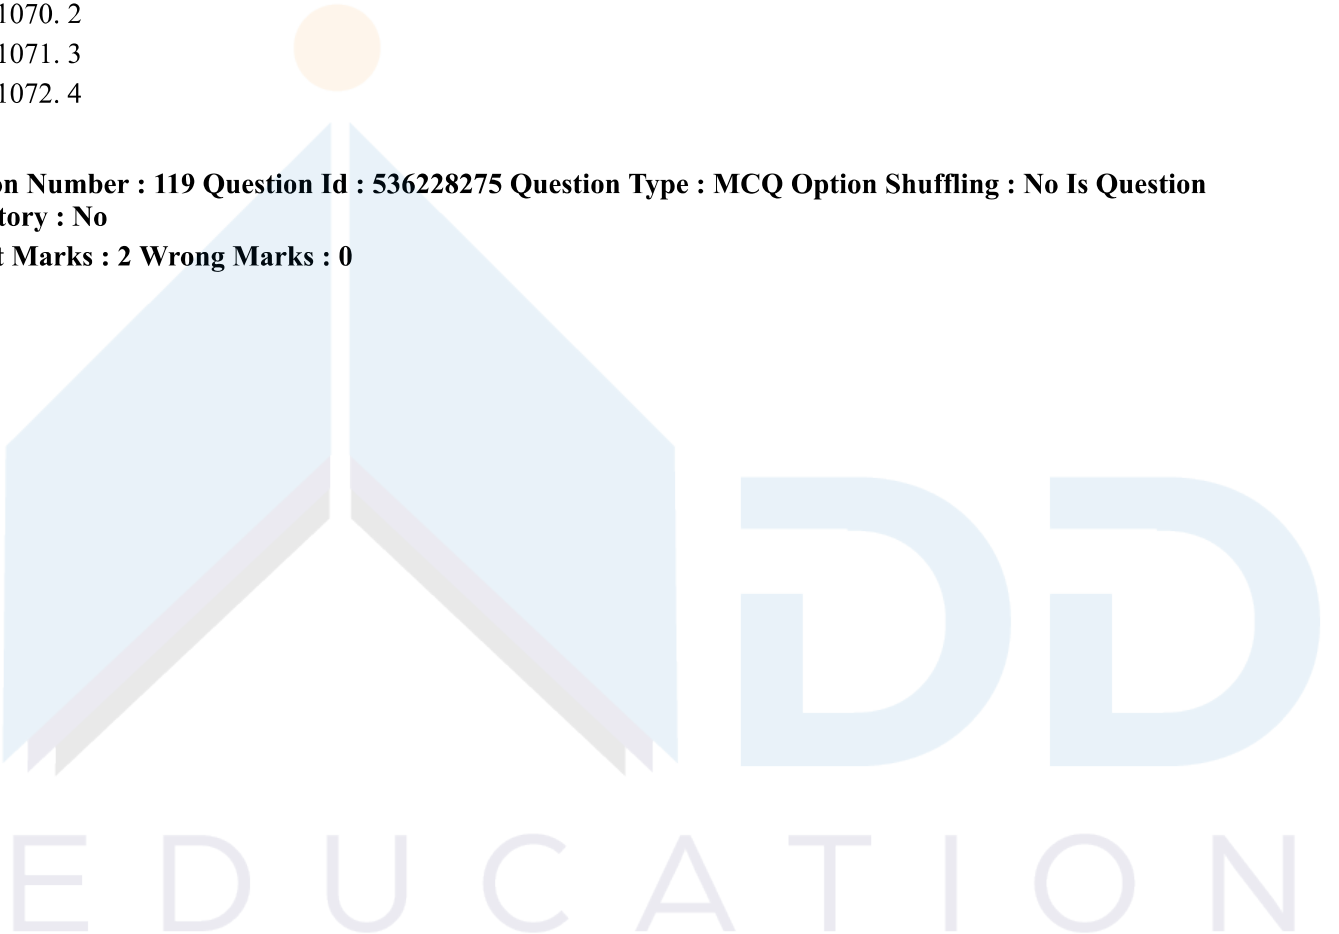 1070. 2
1071. 3
1072. 4
on Number : 119 Question Id : 536228275 Question Type : MCQ Option Shuffling : No Is Question
tory : No
t Marks : 2 Wrong Marks : 0
DD
EDUCATION